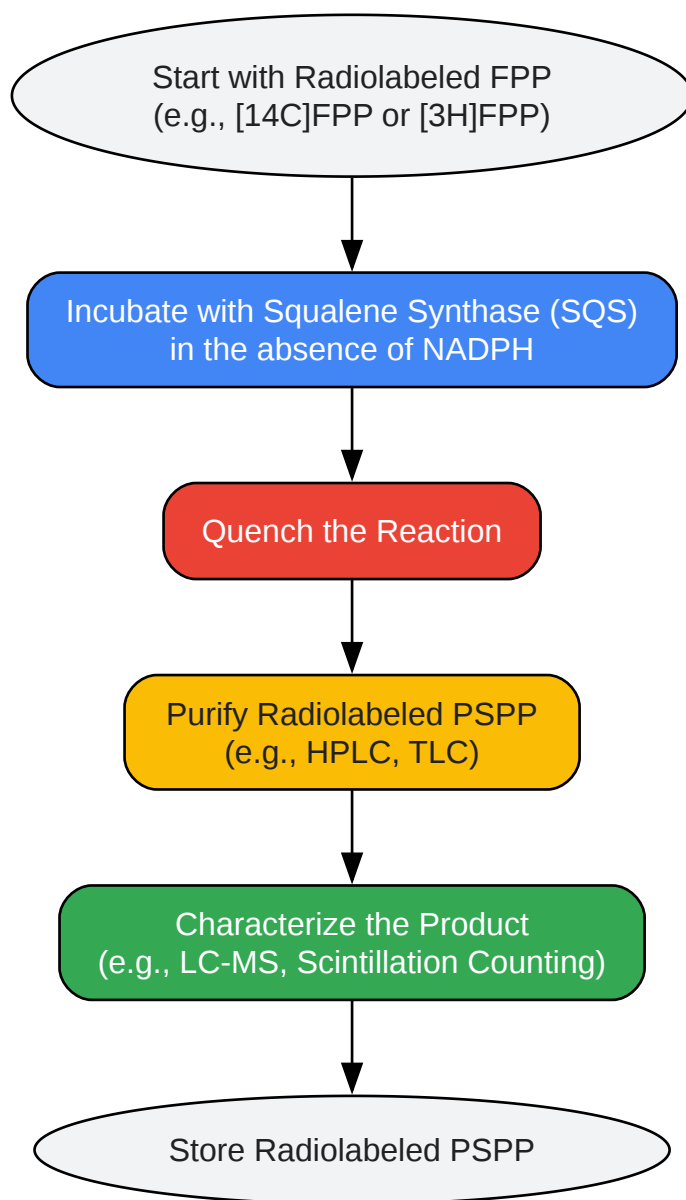 Start with Radiolabeled FPP
(e.g., [14C]FPP or [3H]FPP)
Incubate with Squalene Synthase (SQS)
in the absence of NADPH
Quench the Reaction
Purify Radiolabeled PSPP
(e.g., HPLC, TLC)
Characterize the Product
(e.g., LC-MS, Scintillation Counting)
Store Radiolabeled PSPP